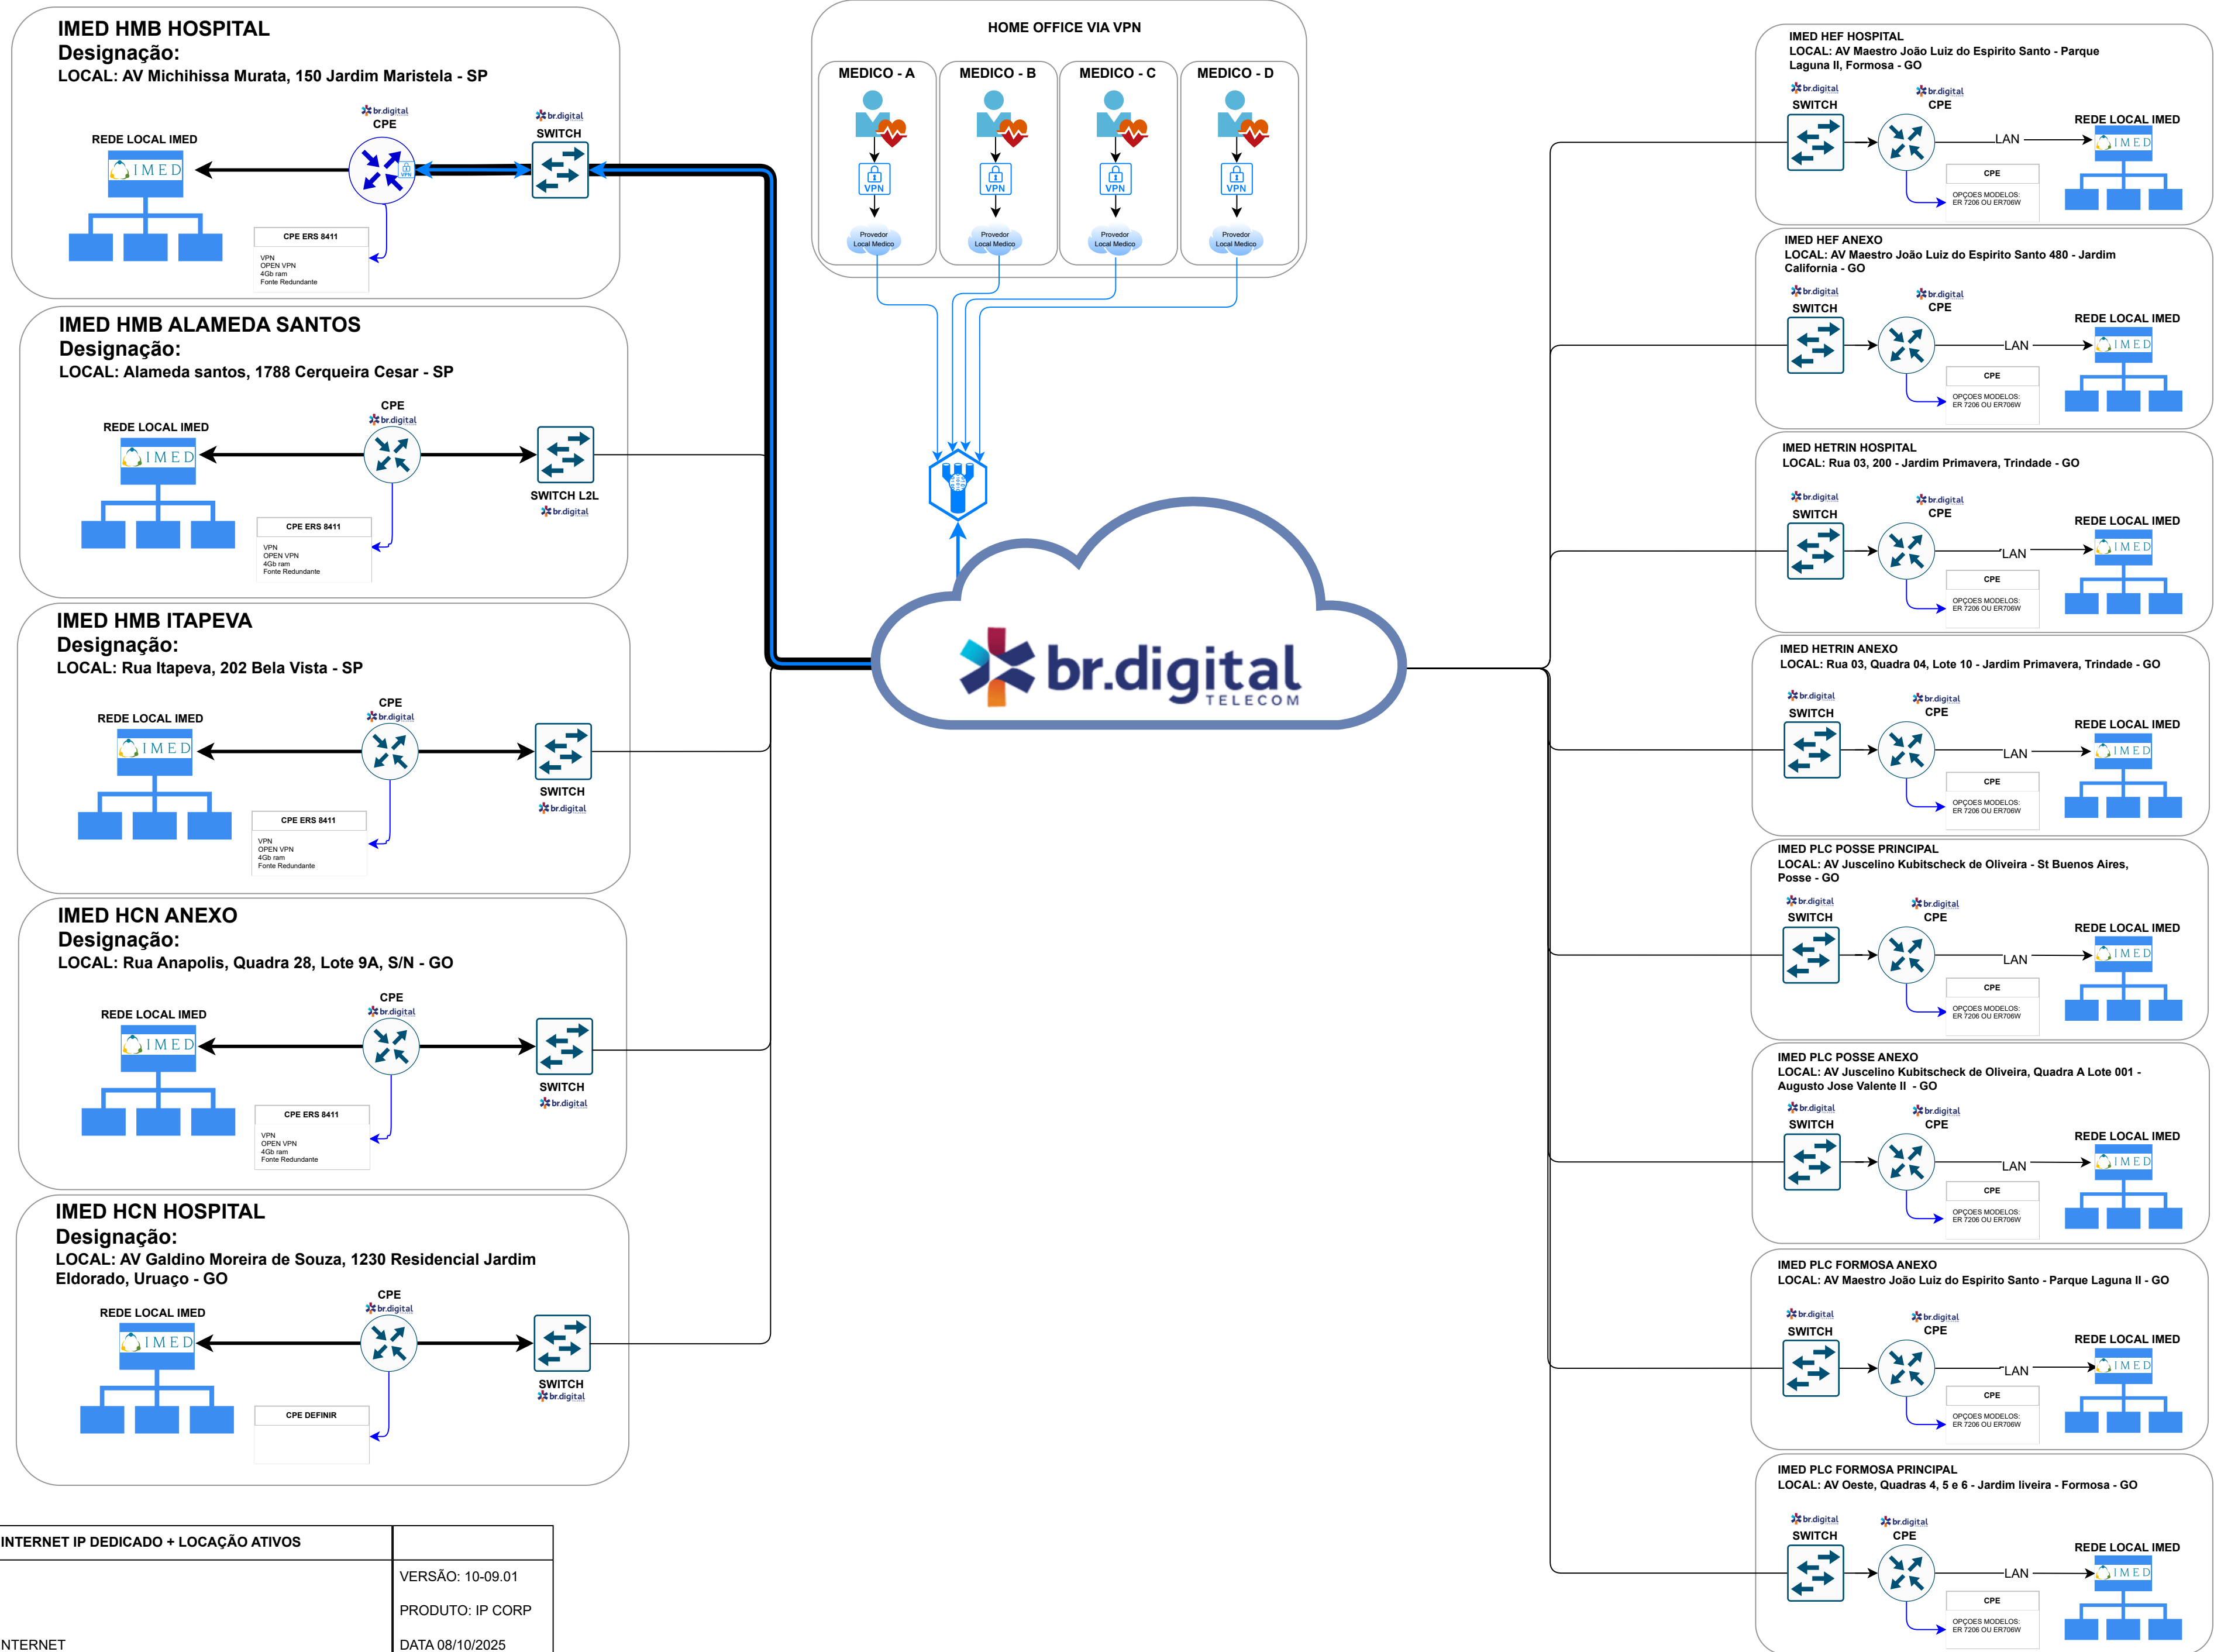 IMED HMB HOSPITAL
Designação:
LOCAL: AV Michihissa Murata, 150 Jardim Maristela - SP
br.digital
CPE
br.digital
SWITCH
REDE LOCAL IMED
IMED
VPN
CPE ERS 8411
VPN
OPEN VPN
4Gb ram
Fonte Redundante
IMED HMB ALAMEDA SANTOS
Designação:
LOCAL: Alameda santos, 1788 Cerqueira Cesar - SP
CPE
br.digital
REDE LOCAL IMED
IMED
SWITCH L2L
br.digital
CPE ERS 8411
VPN
OPEN VPN
4Gb ram
Fonte Redundante
IMED HMB ITAPEVA
Designação:
LOCAL: Rua Itapeva, 202 Bela Vista - SP
CPE
br.digital
REDE LOCAL IMED
IMED
SWITCH
br.digital
CPE ERS 8411
VPN
OPEN VPN
4Gb ram
Fonte Redundante
IMED HCN ANEXO
Designação:
LOCAL: Rua Anapolis, Quadra 28, Lote 9A, S/N - GO
CPE
br.digital
REDE LOCAL IMED
IMED
SWITCH
br.digital
CPE ERS 8411
VPN
OPEN VPN
4Gb ram
Fonte Redundante
IMED HCN HOSPITAL
Designação:
LOCAL: AV Galdino Moreira de Souza, 1230 Residencial Jardim
Eldorado, Uruaço - GO
CPE
br.digital
REDE LOCAL IMED
IMED
SWITCH
br.digital
CPE DEFINIR
INTERNET IP DEDICADO + LOCAÇÃO ATIVOS
VERSÃO: 10-09.01
PRODUTO: IP CORP
NTERNET
DATA 08/10/2025
HOME OFFICE VIA VPN
MEDICO - A
MEDICO - B
MEDICO - C
MEDICO - D
VPN
VPN
VPN
VPN
Provedor
Local Medico
Provedor
Local Medico
Provedor
Local Medico
Provedor
Local Medico
br.digital
TELECOM
IMED HEF HOSPITAL
LOCAL: AV Maestro João Luiz do Espirito Santo - Parque
Laguna II, Formosa - GO
br.digital
SWITCH
br.digital
CPE
LAN
REDE LOCAL IMED
IMED
CPE
OPÇOES MODELOS:
ER 7206 OU ER706W
IMED HEF ANEXO
LOCAL: AV Maestro João Luiz do Espirito Santo 480 - Jardim
California - GO
br.digital
SWITCH
br.digital
CPE
LAN
REDE LOCAL IMED
IMED
CPE
OPÇOES MODELOS:
ER 7206 OU ER706W
IMED HETRIN HOSPITAL
LOCAL: Rua 03, 200 - Jardim Primavera, Trindade - GO
br.digital
SWITCH
br.digital
CPE
LAN
REDE LOCAL IMED
IMED
CPE
OPÇOES MODELOS:
ER 7206 OU ER706W
IMED HETRIN ANEXO
LOCAL: Rua 03, Quadra 04, Lote 10 - Jardim Primavera, Trindade - GO
br.digital
SWITCH
br.digital
CPE
LAN
REDE LOCAL IMED
IMED
CPE
OPÇOES MODELOS:
ER 7206 OU ER706W
IMED PLC POSSE PRINCIPAL
LOCAL: AV Juscelino Kubitscheck de Oliveira - St Buenos Aires,
Posse - GO
br.digital
SWITCH
br.digital
CPE
LAN
REDE LOCAL IMED
IMED
CPE
OPÇOES MODELOS:
ER 7206 OU ER706W
IMED PLC POSSE ANEXO
LOCAL: AV Juscelino Kubitscheck de Oliveira, Quadra A Lote 001 -
Augusto Jose Valente II - GO
br.digital
SWITCH
br.digital
CPE
LAN
REDE LOCAL IMED
IMED
CPE
OPÇOES MODELOS:
ER 7206 OU ER706W
IMED PLC FORMOSA ANEXO
LOCAL: AV Maestro João Luiz do Espirito Santo - Parque Laguna II - GO
br.digital
SWITCH
br.digital
CPE
LAN
REDE LOCAL IMED
IMED
CPE
OPÇOES MODELOS:
ER 7206 OU ER706W
IMED PLC FORMOSA PRINCIPAL
LOCAL: AV Oeste, Quadras 4, 5 e 6 - Jardim liveira - Formosa - GO
br.digital
SWITCH
br.digital
CPE
LAN
REDE LOCAL IMED
IMED
CPE
OPÇOES MODELOS:
ER 7206 OU ER706W